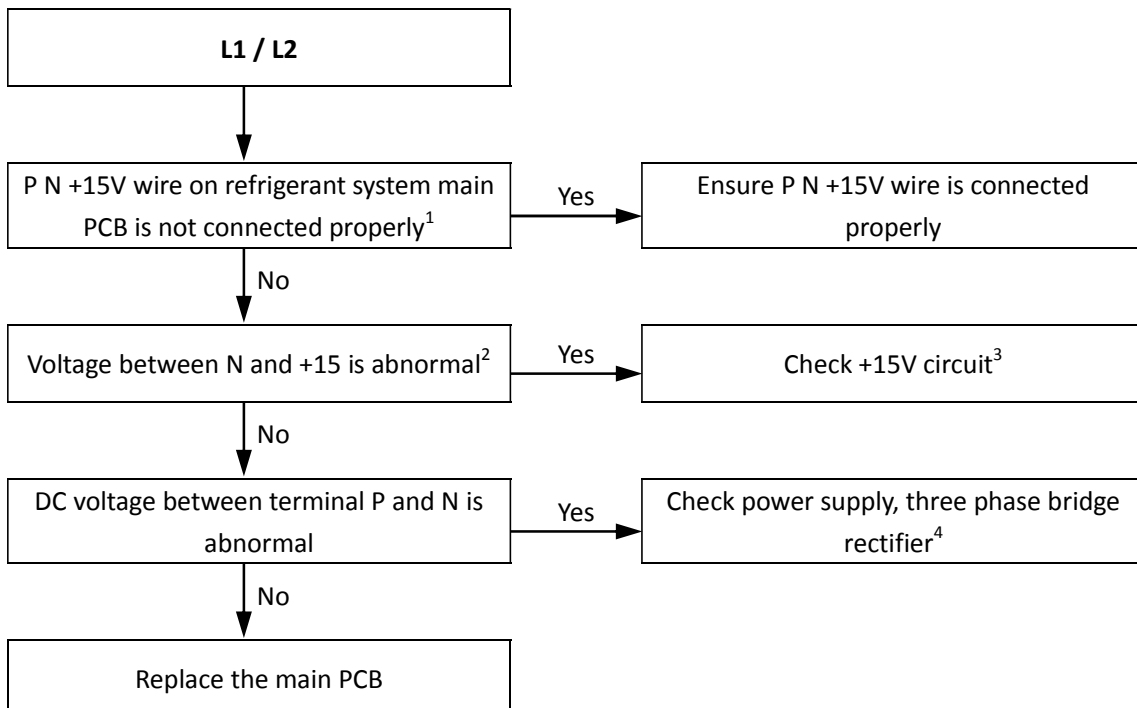 L1 / L2
P N +15V wire on refrigerant system main
PCB is not connected properly¹
Yes
Ensure P N +15V wire is connected
properly
No
Voltage between N and +15 is abnormal²
Yes
Check +15V circuit³
No
DC voltage between terminal P and N is
abnormal
Yes
Check power supply, three phase bridge
rectifier⁴
No
Replace the main PCB